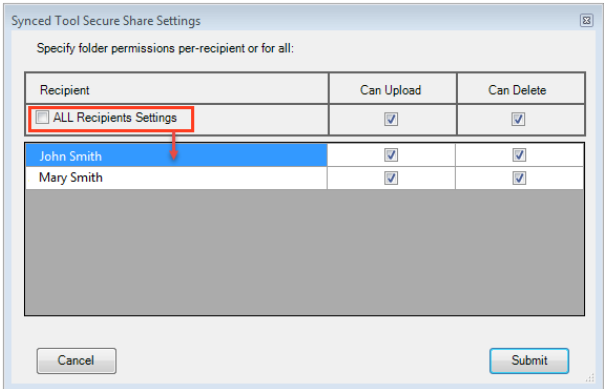 Synced Tool Secure Share Settings
Specify folder permissions per-recipient or for all:
Recipient Can Upload Can Delete
ALL Recipients Settings
John Smith
Mary Smith
Cancel Submit